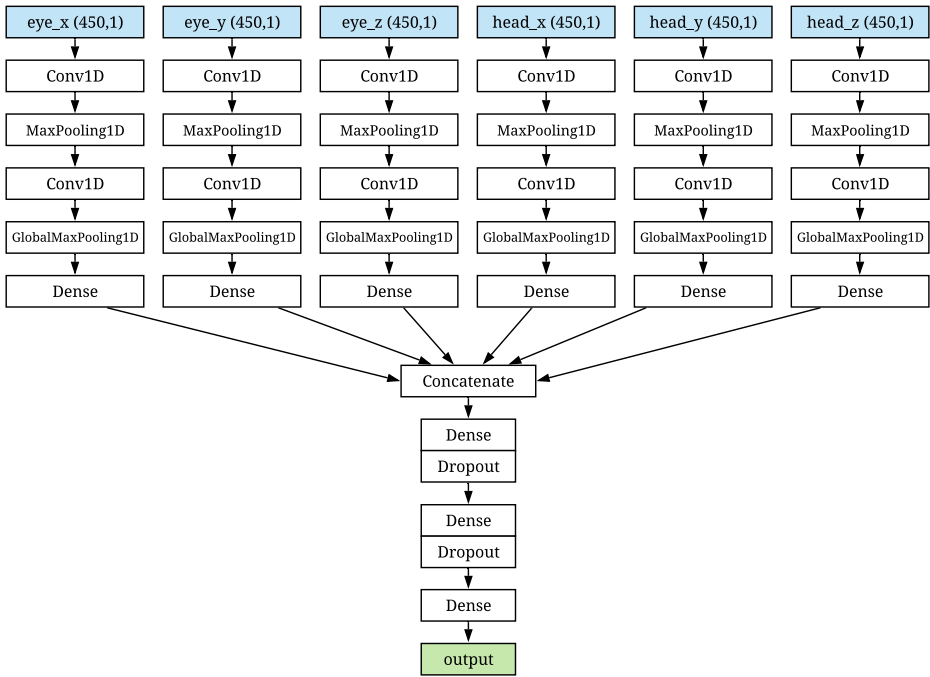 eye_x (450,1)
eye_y (450,1)
eye_z (450,1)
head_x (450,1)
head_y (450,1)
head_z (450,1)
Conv1D
Conv1D
Conv1D
Conv1D
Conv1D
Conv1D
MaxPooling1D
MaxPooling1D
MaxPooling1D
MaxPooling1D
MaxPooling1D
MaxPooling1D
Conv1D
Conv1D
Conv1D
Conv1D
Conv1D
Conv1D
GlobalMaxPooling1D
GlobalMaxPooling1D
GlobalMaxPooling1D
GlobalMaxPooling1D
GlobalMaxPooling1D
GlobalMaxPooling1D
Dense
Dense
Dense
Dense
Dense
Dense
Concatenate
Dense
Dropout
Dense
Dropout
Dense
output